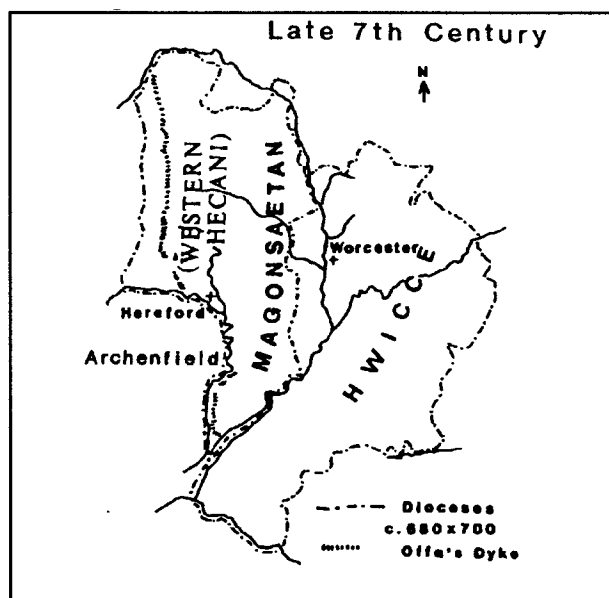 Late 7th Century
N
(WESTERN
HECANI)
MAGONSAETAN
Worcester
HWICCE
Hereford
Archenfield
Dioceses
c.680x700
Offa's Dyke